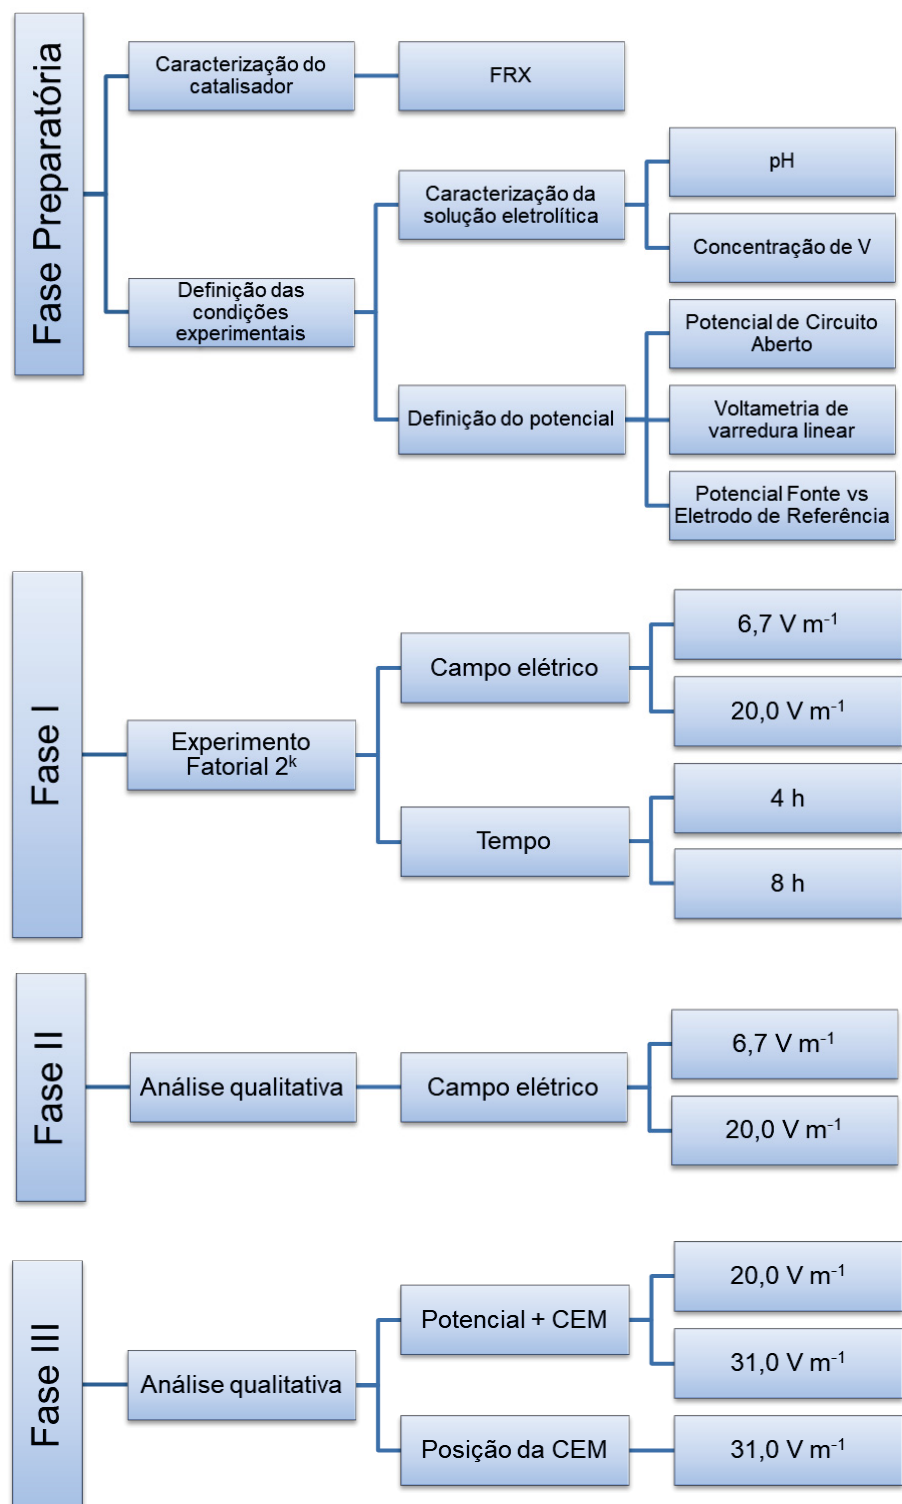 Fase Preparatória
Caracterização do
catalisador
FRX
Definição das
condições
experimentais
Caracterização da
solução eletrolítica
pH
Concentração de V
Definição do potencial
Potencial de Circuito
Aberto
Voltametria de
varredura linear
Potencial Fonte vs
Eletrodo de Referência
Fase I
Experimento
Fatorial 2ᵏ
Campo elétrico
6,7 V m⁻¹
20,0 V m⁻¹
Tempo
4 h
8 h
Fase II
Análise qualitativa
Campo elétrico
6,7 V m⁻¹
20,0 V m⁻¹
Fase III
Análise qualitativa
Potencial + CEM
20,0 V m⁻¹
31,0 V m⁻¹
Posição da CEM
31,0 V m⁻¹